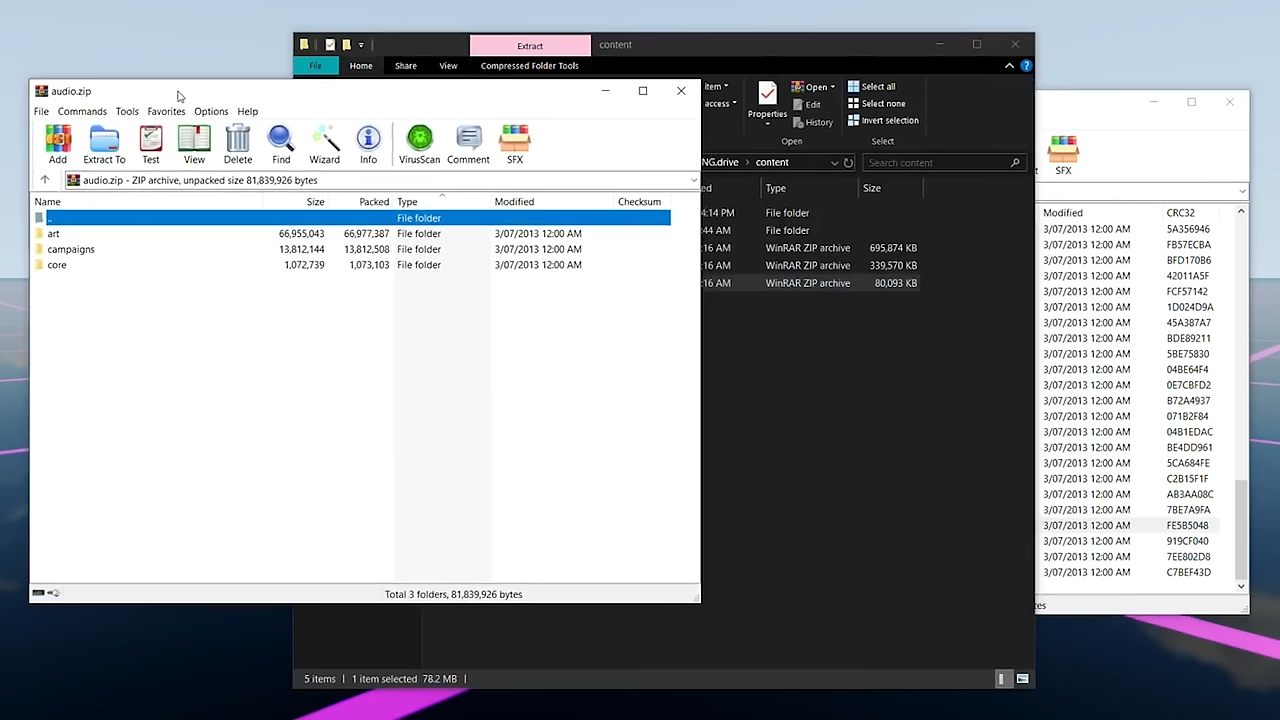 Extract
content
File
Home
Share
View
Compressed Folder Tools
audio.zip
File
Commands
Tools
Favorites
Options
Help
Add
Extract To
Test
View
Delete
Find
Wizard
Info
VirusScan
Comment
SFX
audio.zip - ZIP archive, unpacked size 81,839,926 bytes
Name Size Packed Type Modified Checksum
.. File folder
art 66,955,043 66,977,387 File folder 3/07/2013 12:00 AM
campaigns 13,812,144 13,812,508 File folder 3/07/2013 12:00 AM
core 1,072,739 1,073,103 File folder 3/07/2013 12:00 AM
Total 3 folders, 81,839,926 bytes
item
access
Properties
Open
Edit
History
Open
Select all
Select none
Invert selection
Select
NG.drive > content
Search content
ed Type Size
4:14 PM File folder
:44 AM File folder
:16 AM WinRAR ZIP archive 695,874 KB
:16 AM WinRAR ZIP archive 339,570 KB
:16 AM WinRAR ZIP archive 80,093 KB
5 items 1 item selected 78.2 MB
t
SFX
Modified CRC32
3/07/2013 12:00 AM 5A356946
3/07/2013 12:00 AM FB57ECBA
3/07/2013 12:00 AM BFD170B6
3/07/2013 12:00 AM 42011A5F
3/07/2013 12:00 AM FCF57142
3/07/2013 12:00 AM 1D024D9A
3/07/2013 12:00 AM 45A387A7
3/07/2013 12:00 AM BDE89211
3/07/2013 12:00 AM 5BE75830
3/07/2013 12:00 AM 04BE64F4
3/07/2013 12:00 AM 0E7CBFD2
3/07/2013 12:00 AM B72A4937
3/07/2013 12:00 AM 071B2F84
3/07/2013 12:00 AM 04B1EDAC
3/07/2013 12:00 AM BE4DD961
3/07/2013 12:00 AM 5CA684FE
3/07/2013 12:00 AM C2B15F1F
3/07/2013 12:00 AM AB3AA08C
3/07/2013 12:00 AM 7BE7A9FA
3/07/2013 12:00 AM FE5B5048
3/07/2013 12:00 AM 919CF040
3/07/2013 12:00 AM 7EE802D8
3/07/2013 12:00 AM C7BEF43D
es